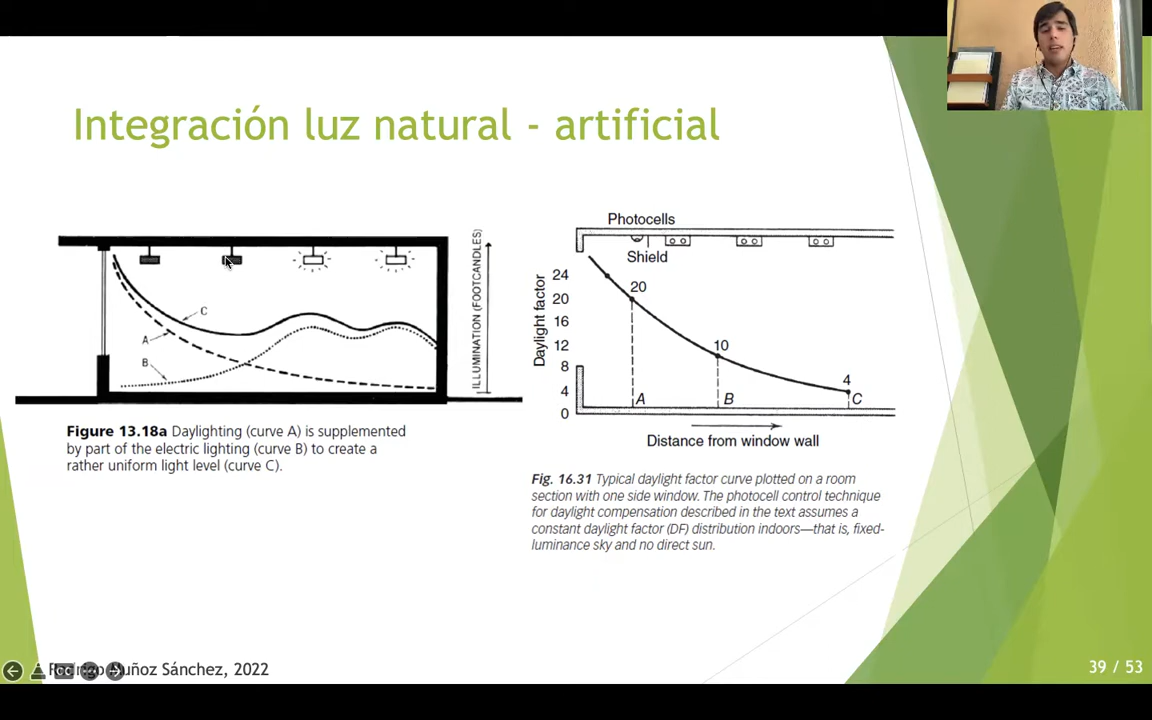 Integración luz natural - artificial
C
A
B
ILLUMINATION (FOOTCANDLES)
Figure 13.18a Daylighting (curve A) is supplemented
by part of the electric lighting (curve B) to create a
rather uniform light level (curve C).
Photocells
Shield
Daylight factor
24
20
16
12
8
4
0
20
10
4
A
B
C
Distance from window wall
Fig. 16.31 Typical daylight factor curve plotted on a room
section with one side window. The photocell control technique
for daylight compensation described in the text assumes a
constant daylight factor (DF) distribution indoors—that is, fixed-
luminance sky and no direct sun.
Muñoz Sánchez, 2022
39 / 53